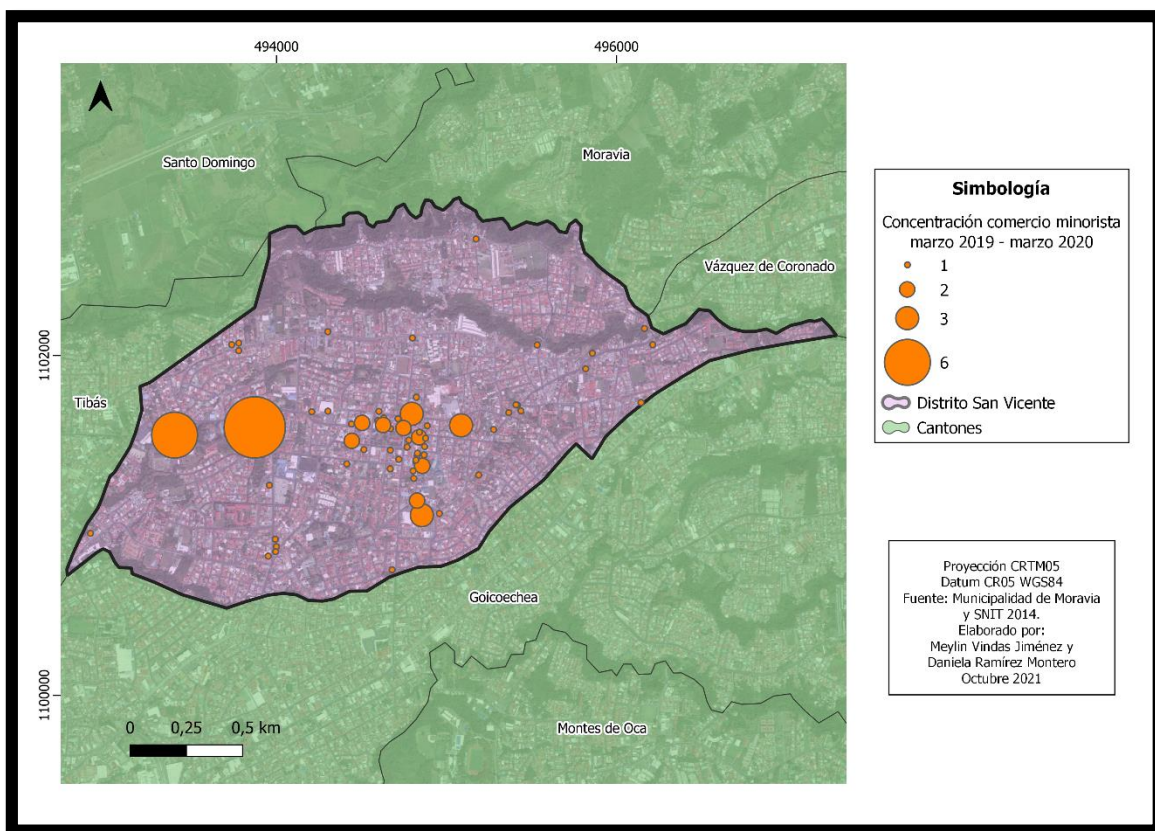 494000
496000
Santo Domingo
Moravia
Vázquez de Coronado
1102000
Tibás
Goicoechea
1100000
Montes de Oca
0 0,25 0,5 km
Simbología
Concentración comercio minorista
marzo 2019 - marzo 2020
1
2
3
6
Distrito San Vicente
Cantones
Proyección CRTM05
Datum CR05 WGS84
Fuente: Municipalidad de Moravia
y SNIT 2014.
Elaborado por:
Meylin Vindas Jiménez y
Daniela Ramírez Montero
Octubre 2021